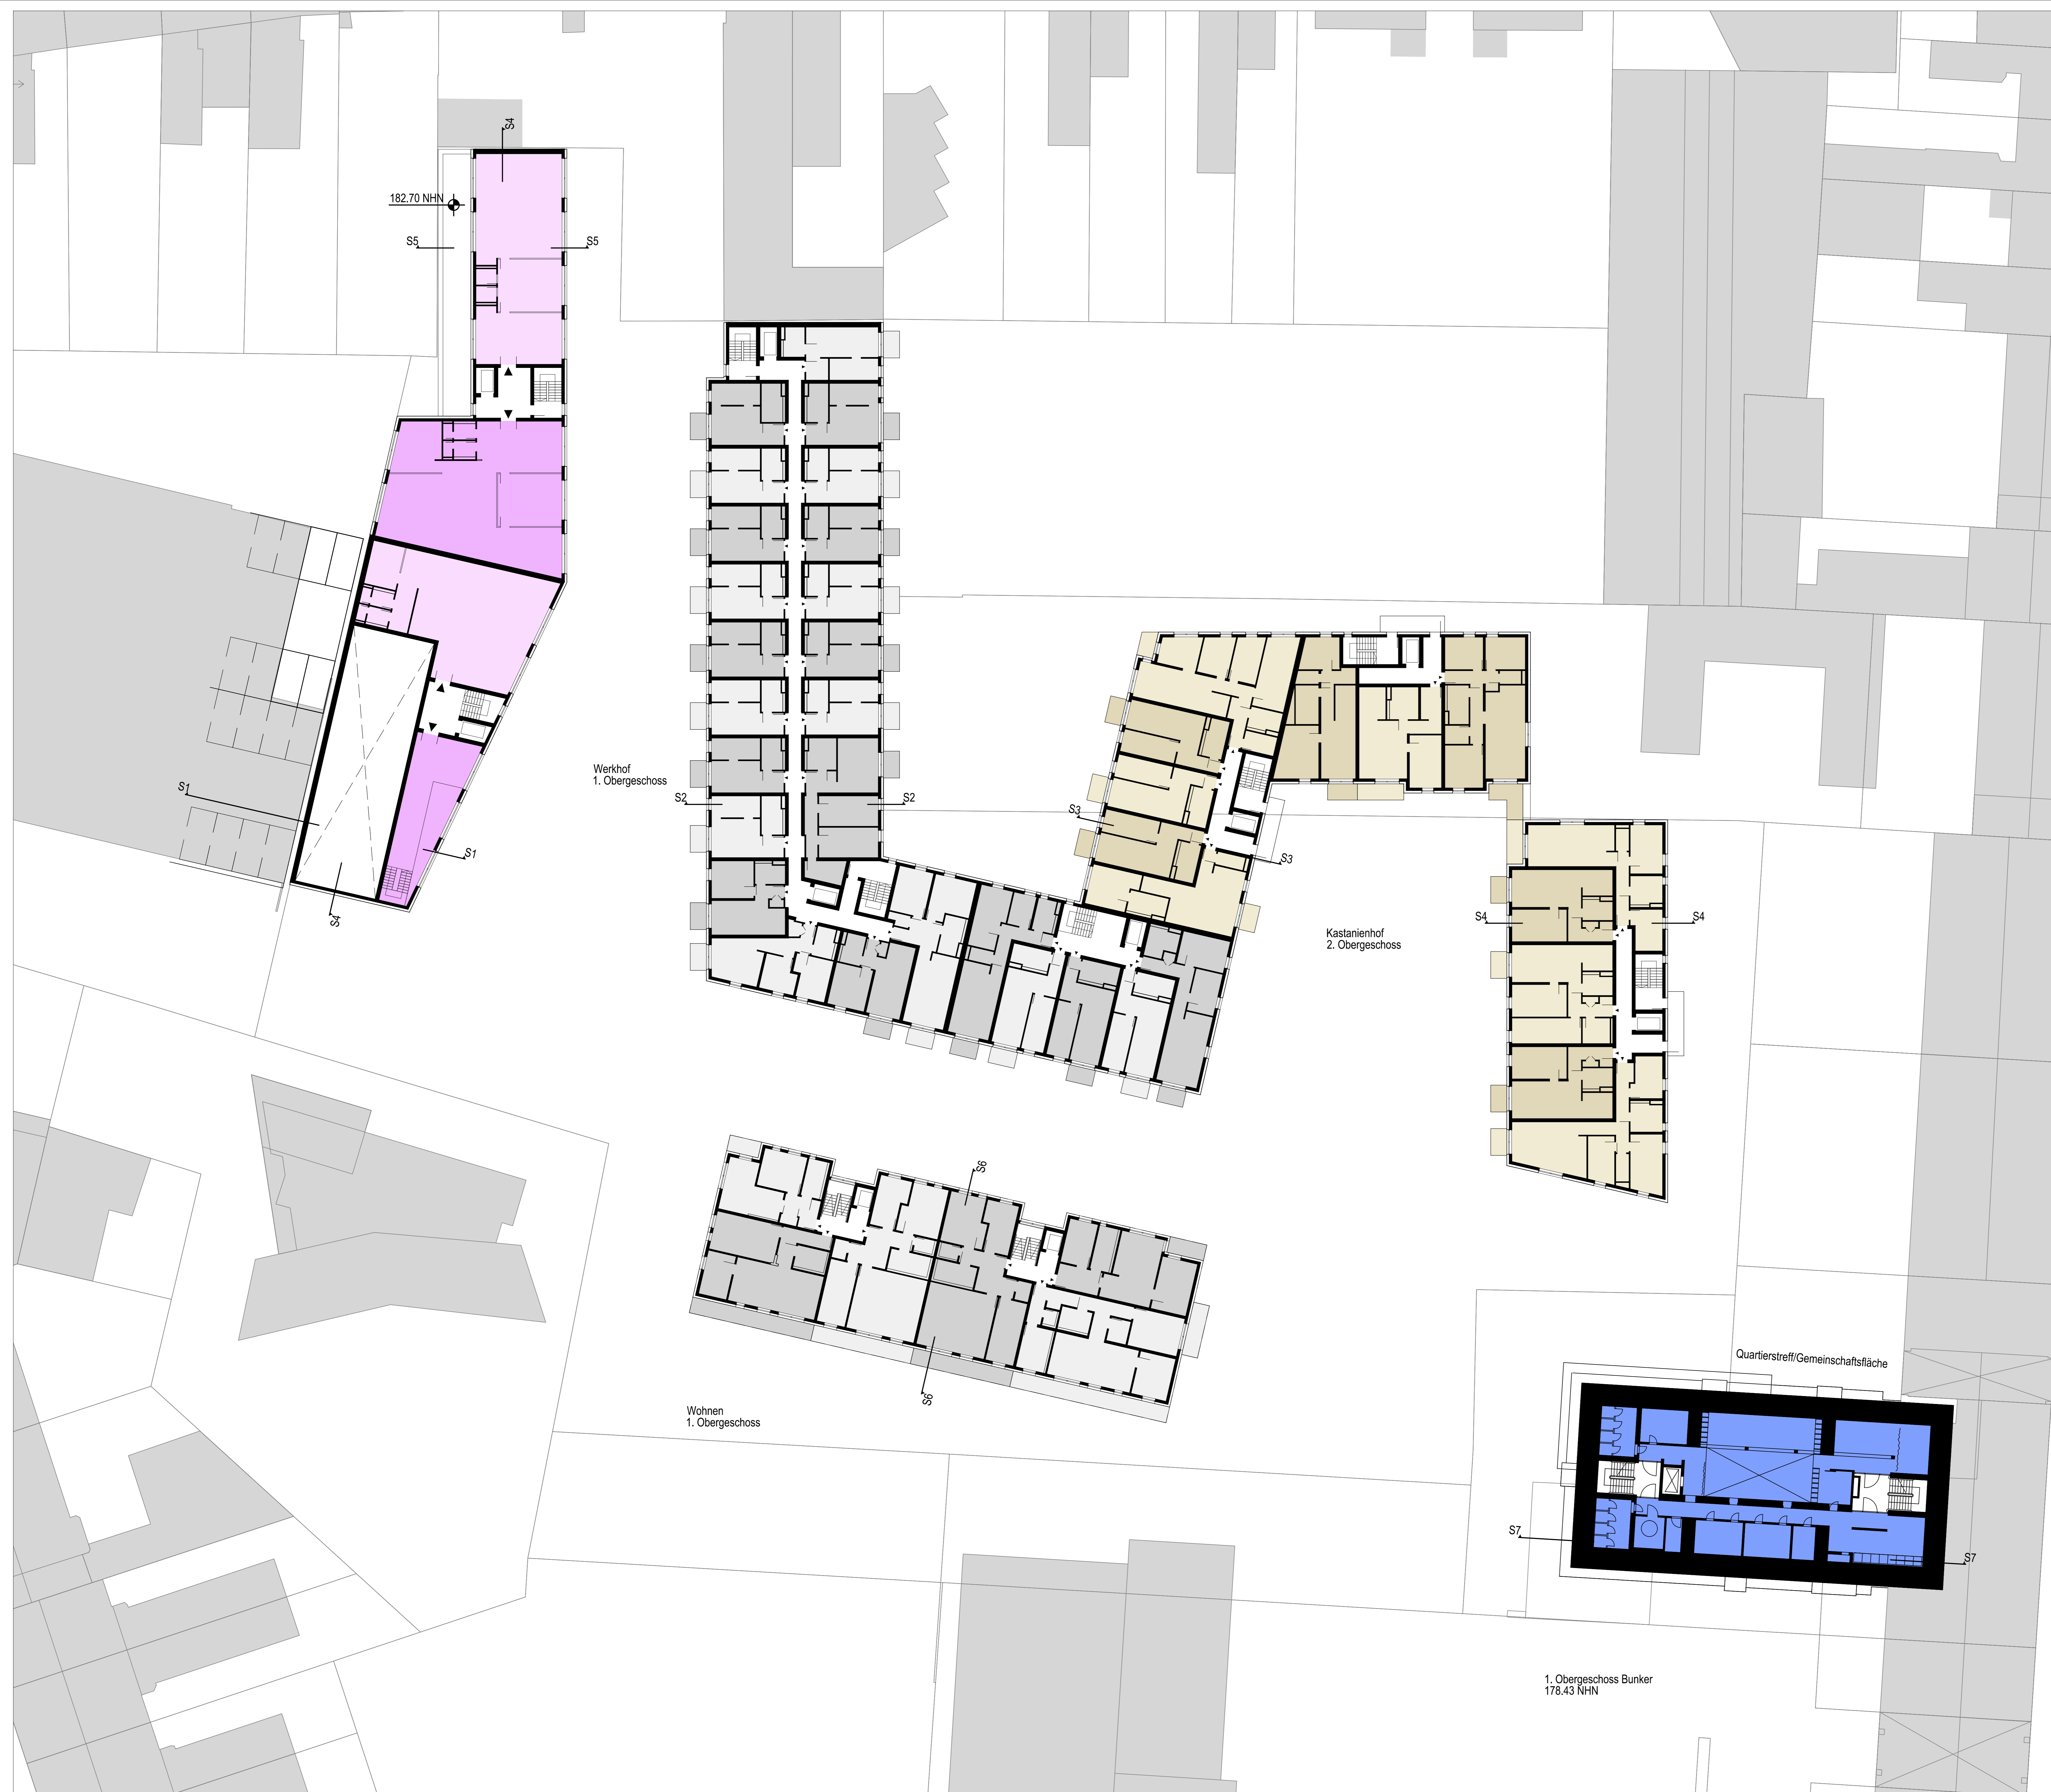 S4
182.70 NHN
S5
S5
Werkhof
1. Obergeschoss
S1
S2
S2
S3
S1
S3
S4
Kastanienhof
2. Obergeschoss
S4
S4
S6
Quartierstreff/Gemeinschaftsfläche
S6
Wohnen
1. Obergeschoss
S7
S7
1. Obergeschoss Bunker
178.43 NHN